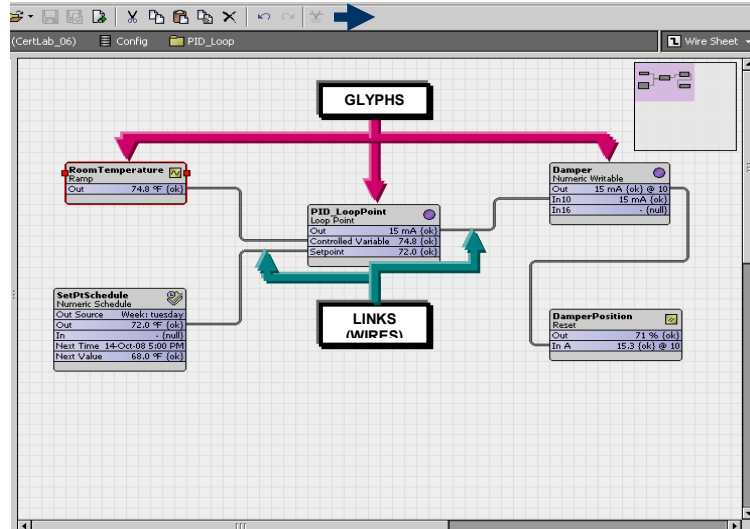 (CertLab_06) Config PID_Loop Wire Sheet
GLYPHS
RoomTemperature
Ramp
Out 74.8 °F {ok}
PID_LoopPoint
Loop Point
Out 15 mA {ok}
Controlled Variable 74.8 {ok}
Setpoint 72.0 {ok}
Damper
Numeric Writable
Out 15 mA {ok} @ 10
In10 15 mA {ok}
In16 - {null}
SetPtSchedule
Numeric Schedule
Out Source Week: tuesday
Out 72.0 °F {ok}
In - {null}
Next Time 14-Oct-08 5:00 PM
Next Value 68.0 °F {ok}
LINKS
(WIRES)
DamperPosition
Reset
Out 71 % {ok}
In A 15.3 {ok} @ 10